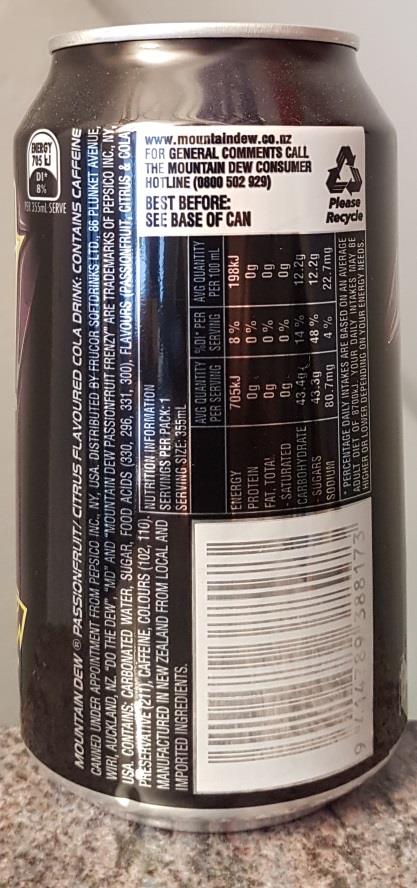 ENERGY
705 kJ
DI*
8%
PER 355mL SERVE
www.mountaindew.co.nz
FOR GENERAL COMMENTS CALL
THE MOUNTAIN DEW CONSUMER
HOTLINE (0800 502 929)
BEST BEFORE:
SEE BASE OF CAN
Please
Recycle
MOUNTAIN DEW ® PASSIONFRUIT/ CITRUS FLAVOURED COLA DRINK. CONTAINS CAFFEINE
CANNED UNDER APPOINTMENT FROM PEPSICO INC., NY, USA. DISTRIBUTED BY FRUCOR SOFTDRINKS LTD., 86 PLUNKET AVENUE,
WIRI, AUCKLAND, NZ. "DO THE DEW", "MD" AND "MOUNTAIN DEW PASSIONFRUIT FRENZY" ARE TRADEMARKS OF PEPSICO INC., NY,
USA. CONTAINS: CARBONATED WATER, SUGAR, FOOD ACIDS (330, 296, 331, 300), FLAVOURS (PASSIONFRUIT, CITRUS & COLA),
PRESERVATIVE (211), CAFFEINE, COLOURS (102, 110).
MANUFACTURED IN NEW ZEALAND FROM LOCAL AND
IMPORTED INGREDIENTS.
NUTRITION INFORMATION
SERVINGS PER PACK: 1
SERVING SIZE: 355mL
AVG QUANTITY PER SERVING %DI* PER SERVING AVG QUANTITY PER 100 mL
ENERGY 705kJ 8 % 198kJ
PROTEIN 0g 0 % 0g
FAT, TOTAL 0g 0 % 0g
- SATURATED 0g 0 % 0g
CARBOHYDRATE 43.4g 14 % 12.2g
- SUGARS 43.3g 48 % 12.2g
SODIUM 80.7mg 4 % 22.7mg
* PERCENTAGE DAILY INTAKES ARE BASED ON AN AVERAGE
ADULT DIET OF 8700kJ. YOUR DAILY INTAKES MAY BE
HIGHER OR LOWER DEPENDING ON YOUR ENERGY NEEDS.
9 414789 388173